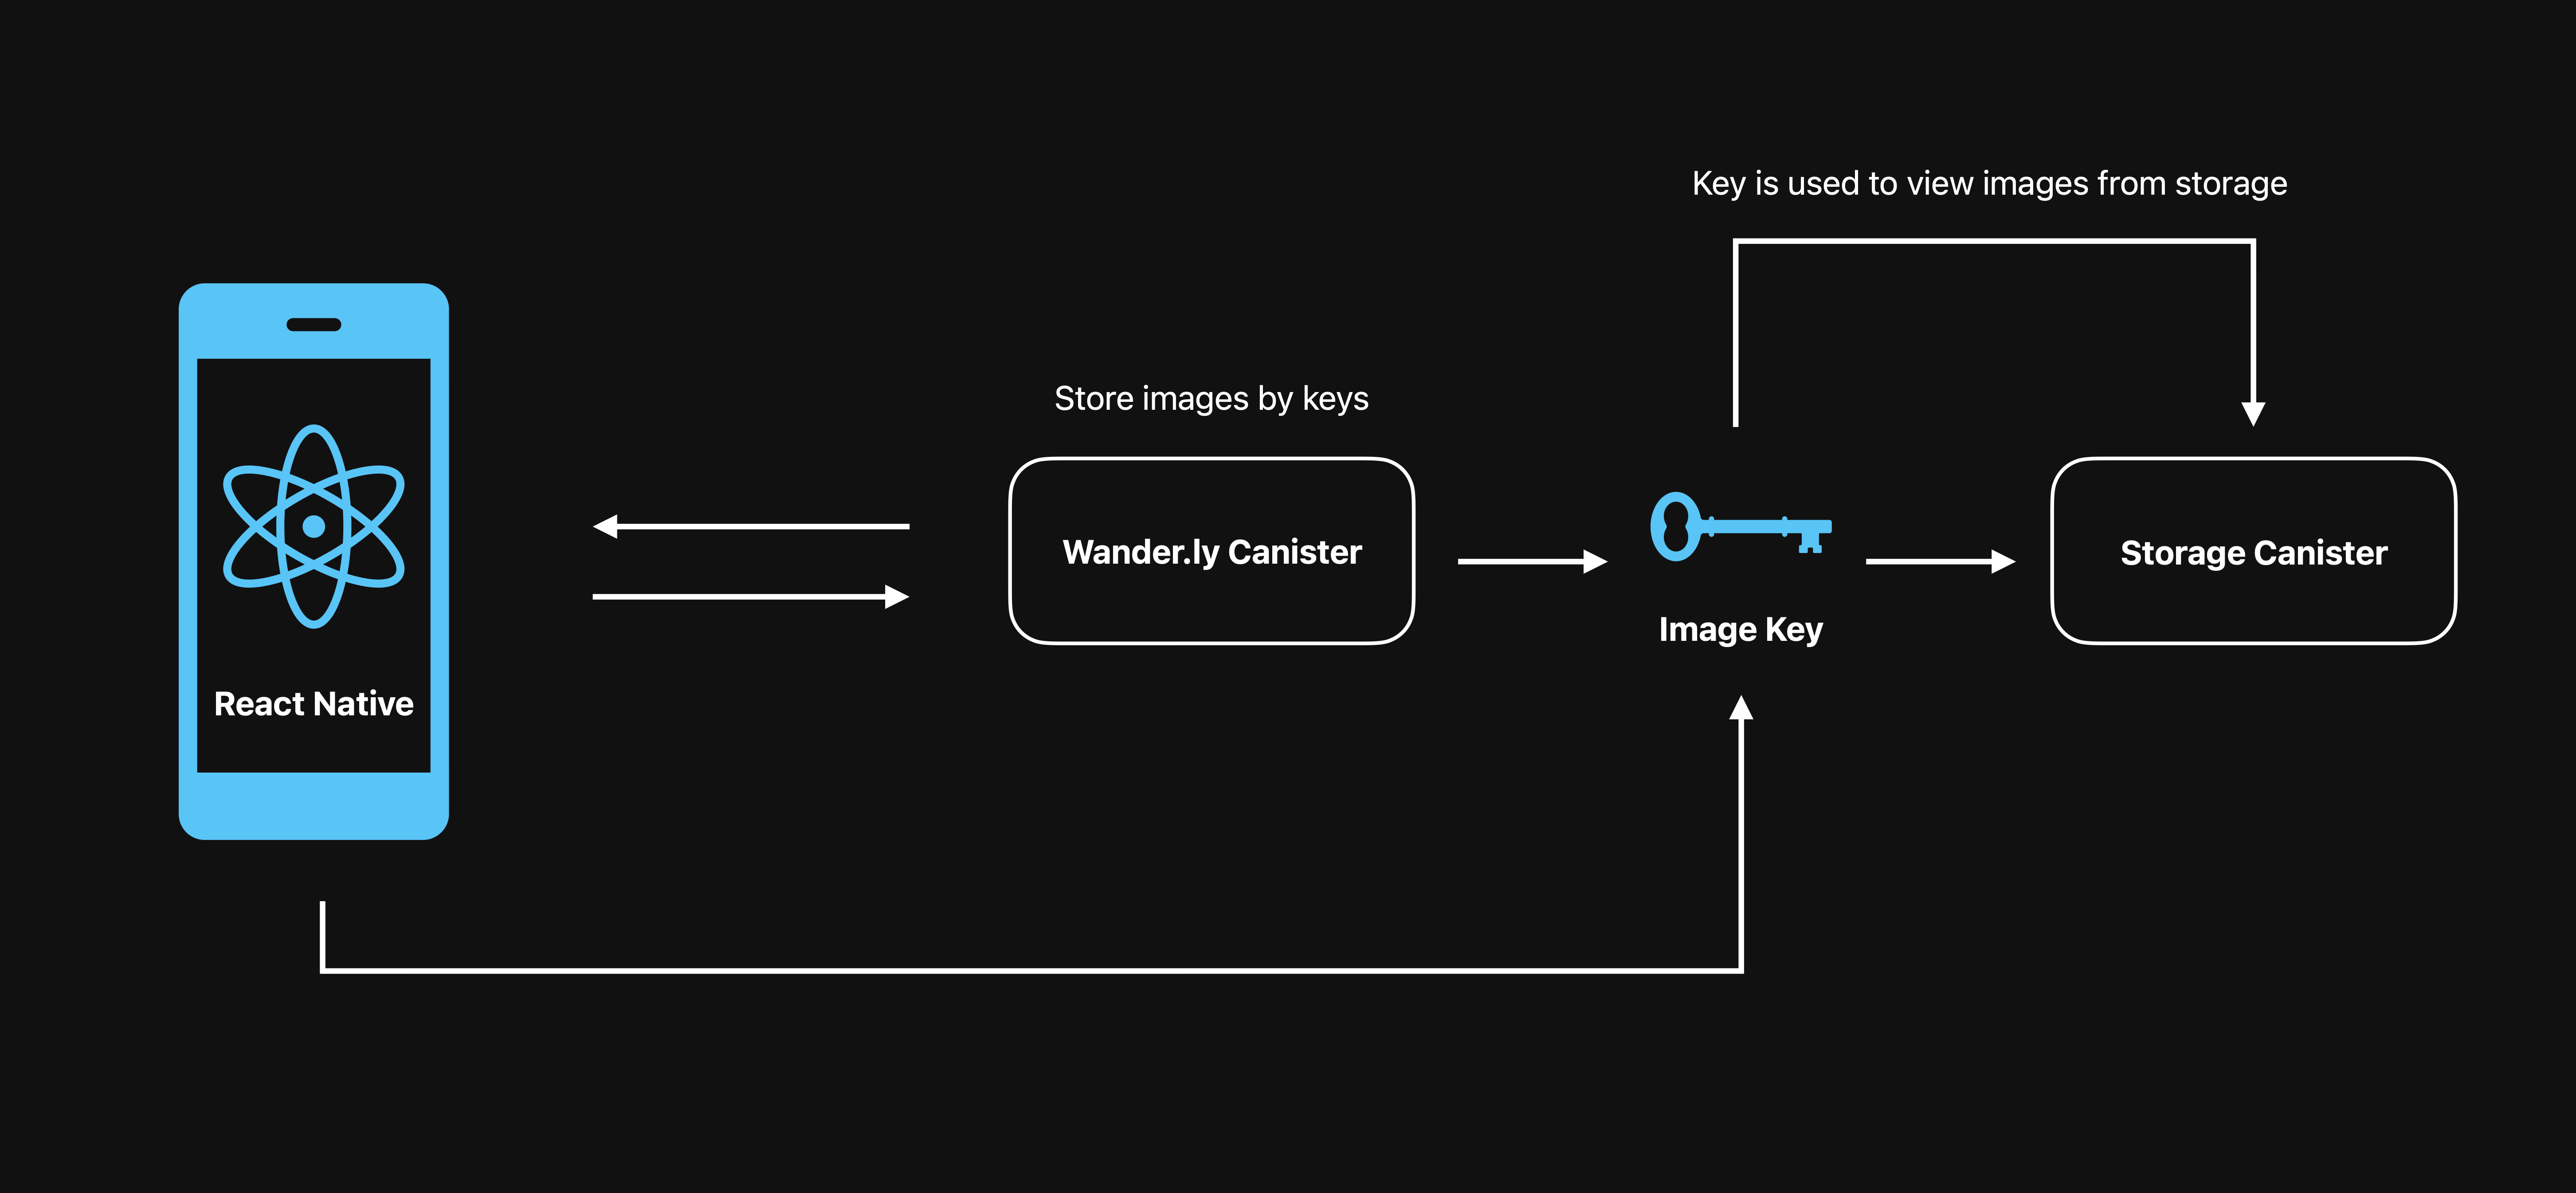 Key is used to view images from storage
Store images by keys
Wander.ly Canister
Storage Canister
Image Key
React Native